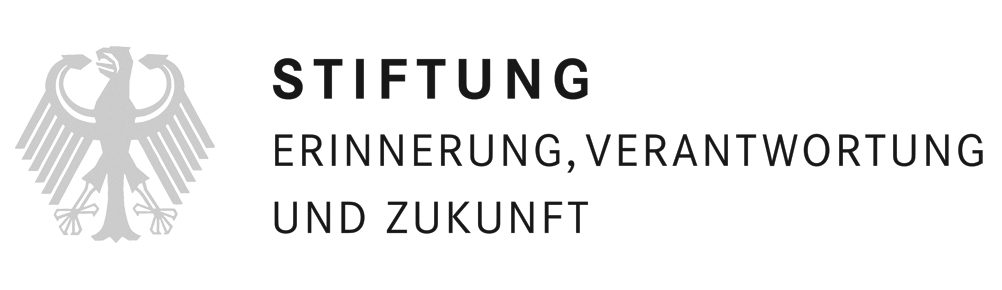 STIFTUNG
ERINNERUNG, VERANTWORTUNG
UND ZUKUNFT